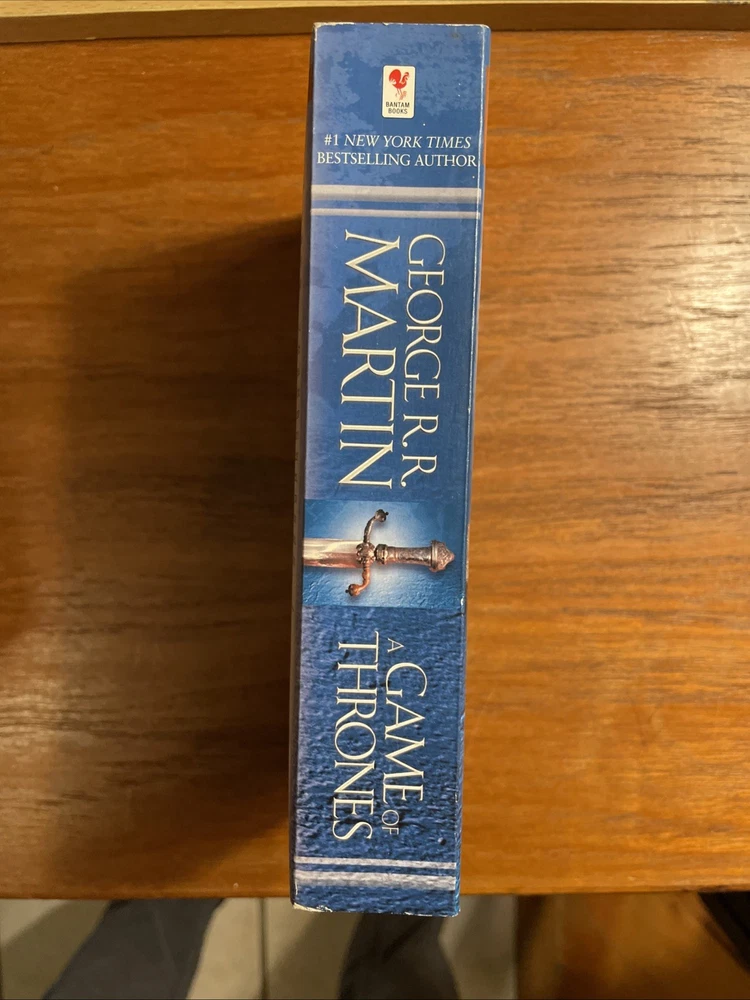 BANTAM
BOOKS
#1 NEW YORK TIMES
BESTSELLING AUTHOR
GEORGE R. R.
MARTIN
A GAME OF
THRONES